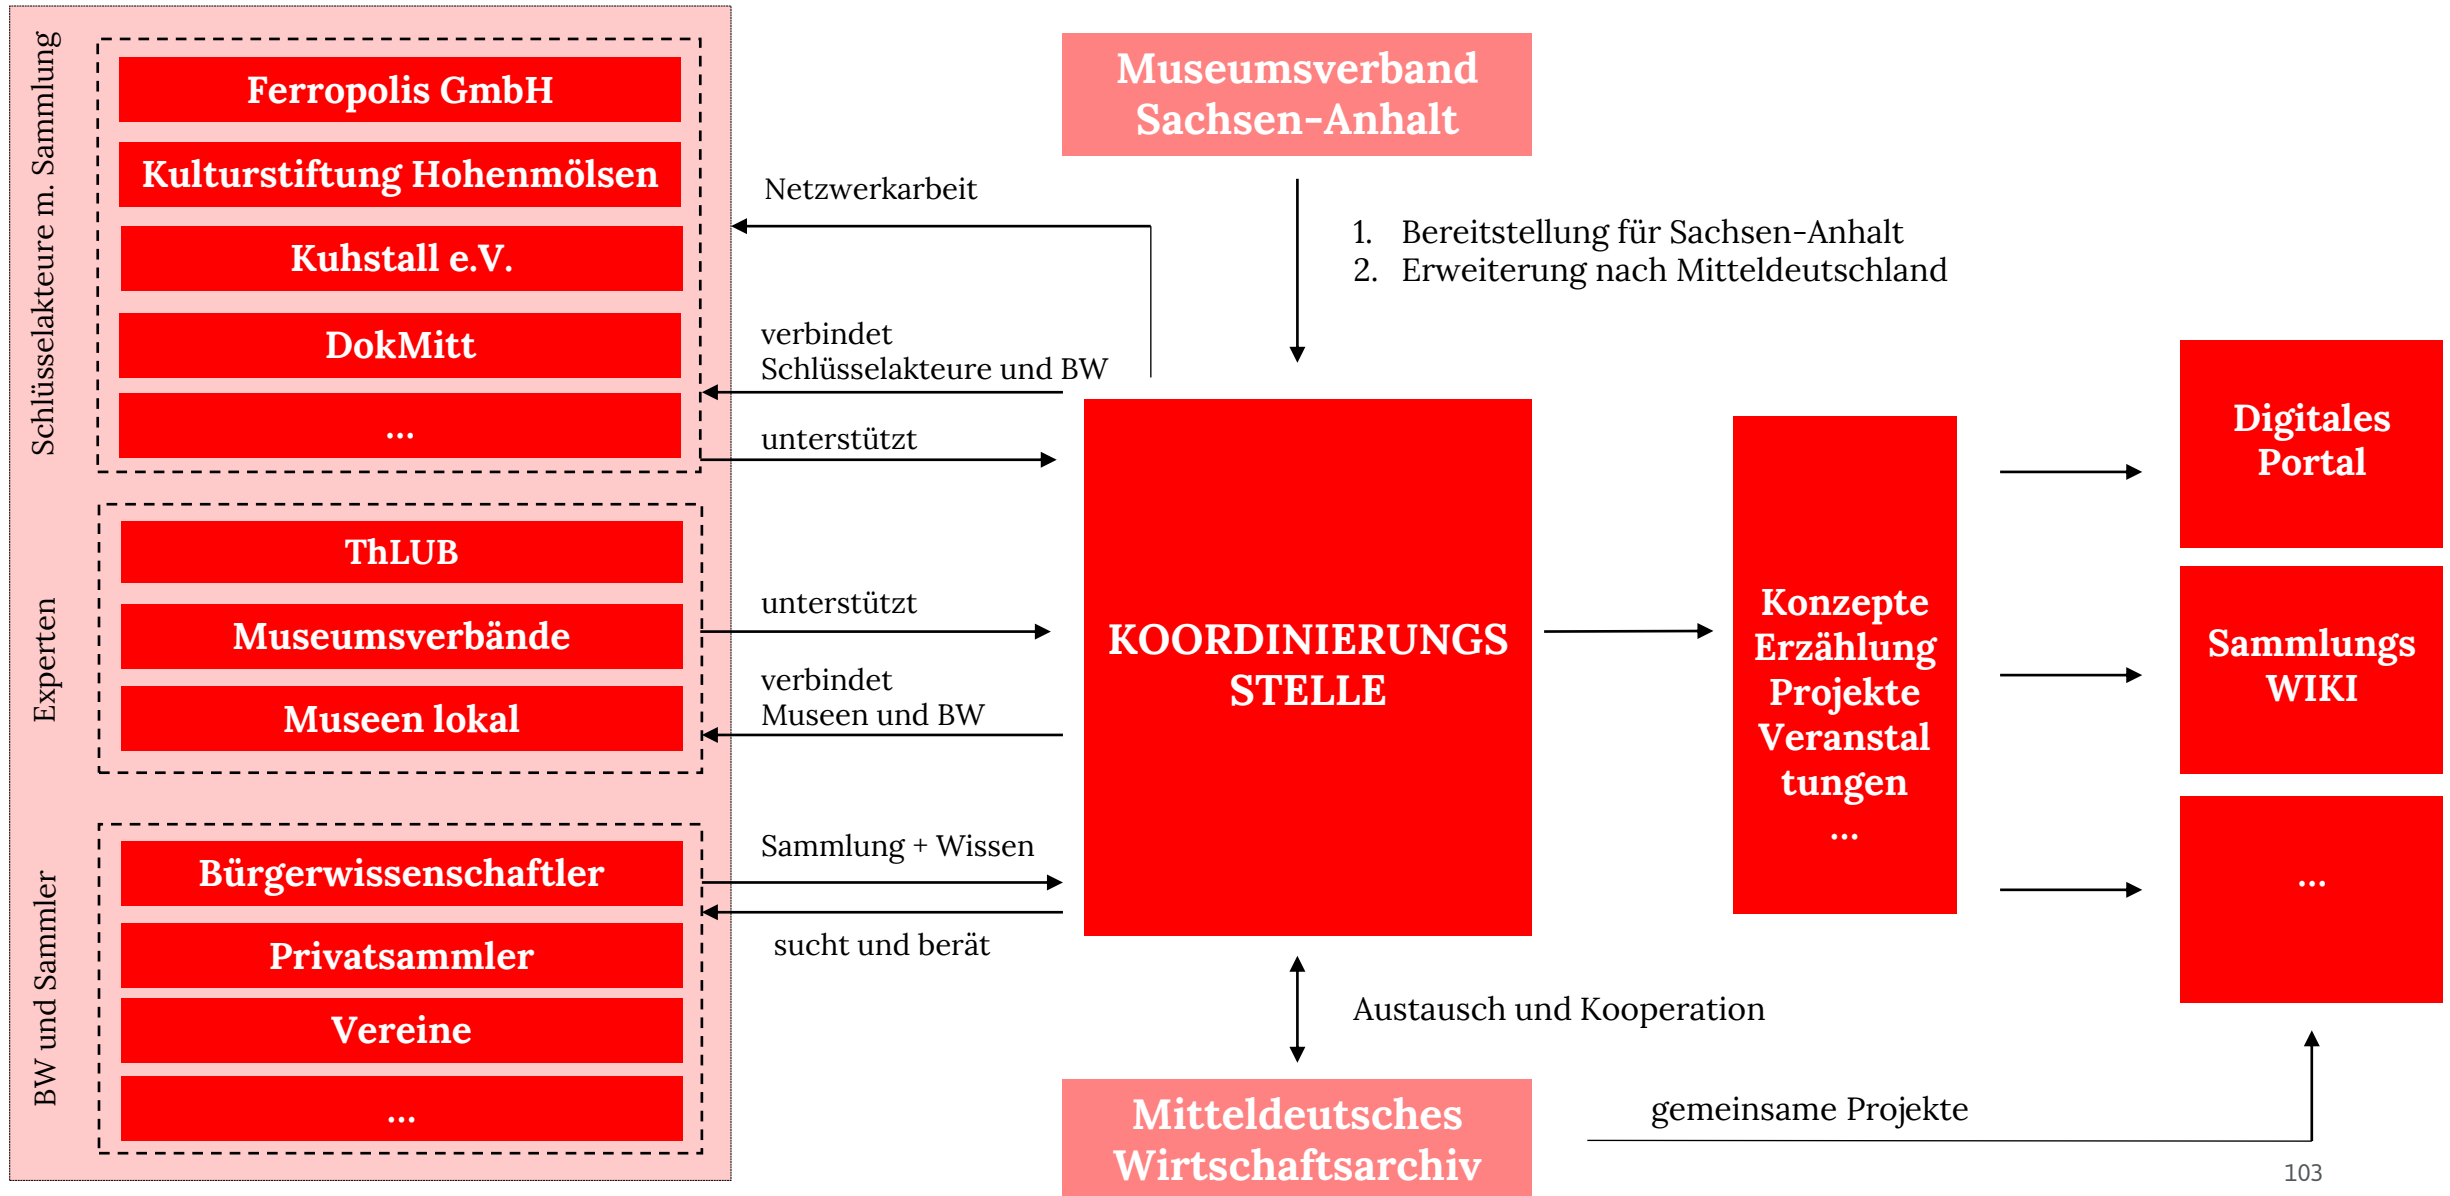 Schlüsselakteure m. Sammlung
Ferropolis GmbH
Kulturstiftung Hohenmölsen
Kuhstall e.V.
DokMitt
...
Experten
ThLUB
Museumsverbände
Museen lokal
BW und Sammler
Bürgerwissenschaftler
Privatsammler
Vereine
...
Netzwerkarbeit
verbindet
Schlüsselakteure und BW
unterstützt
unterstützt
verbindet
Museen und BW
Sammlung + Wissen
sucht und berät
Museumsverband
Sachsen-Anhalt
1. Bereitstellung für Sachsen-Anhalt
2. Erweiterung nach Mitteldeutschland
KOORDINIERUNGS
STELLE
Austausch und Kooperation
Mitteldeutsches
Wirtschaftsarchiv
gemeinsame Projekte
Konzepte
Erzählung
Projekte
Veranstal
tungen
...
Digitales
Portal
Sammlungs
WIKI
...
103